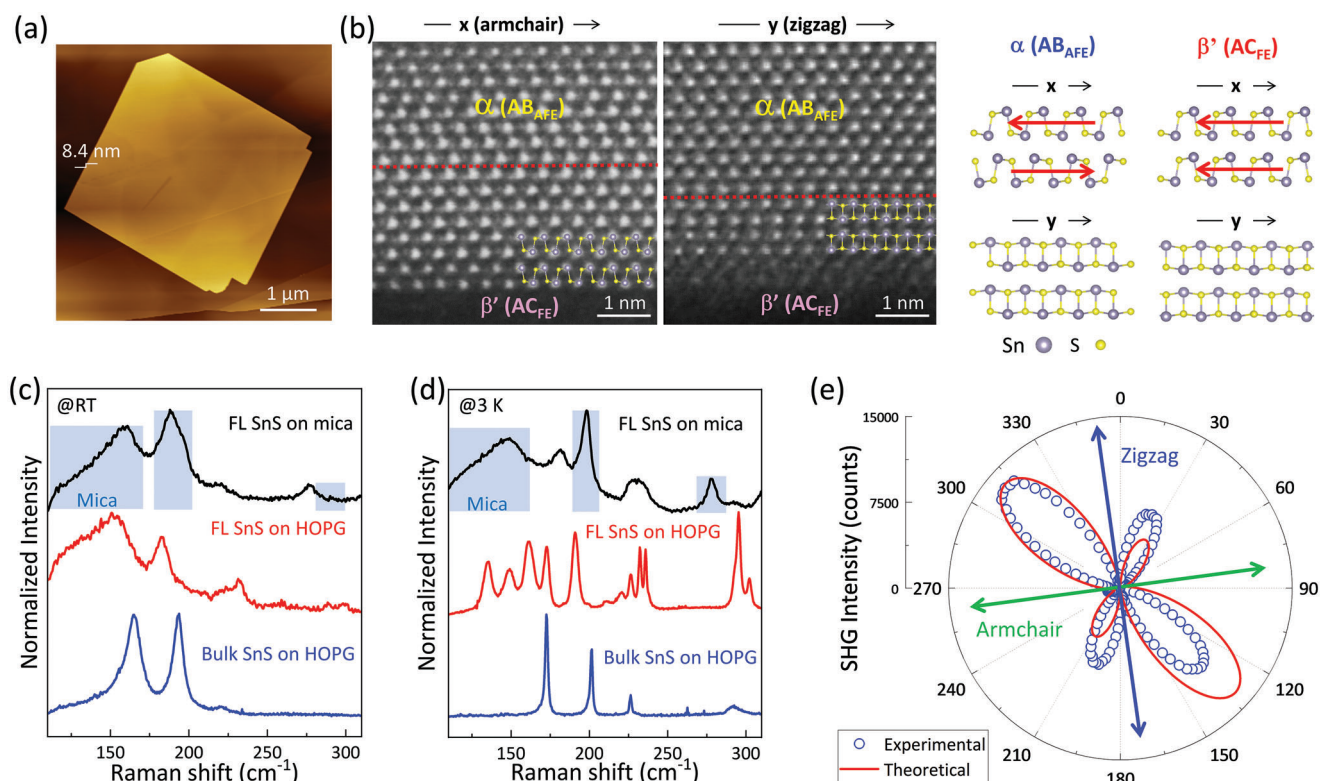 (a)
8.4 nm
1 μm
(b)
x (armchair)
α (AB_AFE)
β' (AC_FE)
1 nm
y (zigzag)
α (AB_AFE)
β' (AC_FE)
1 nm
α (AB_AFE)
x
y
β' (AC_FE)
x
y
Sn S
(c)
@RT
FL SnS on mica
Mica
FL SnS on HOPG
Bulk SnS on HOPG
Normalized Intensity
150 200 250 300
Raman shift (cm⁻¹)
(d)
@3 K
FL SnS on mica
Mica
FL SnS on HOPG
Bulk SnS on HOPG
Normalized Intensity
150 200 250 300
Raman shift (cm⁻¹)
(e)
SHG Intensity (counts)
15000
7500
0
0
30
60
90
120
150
180
210
240
270
300
330
Zigzag
Armchair
Experimental
Theoretical